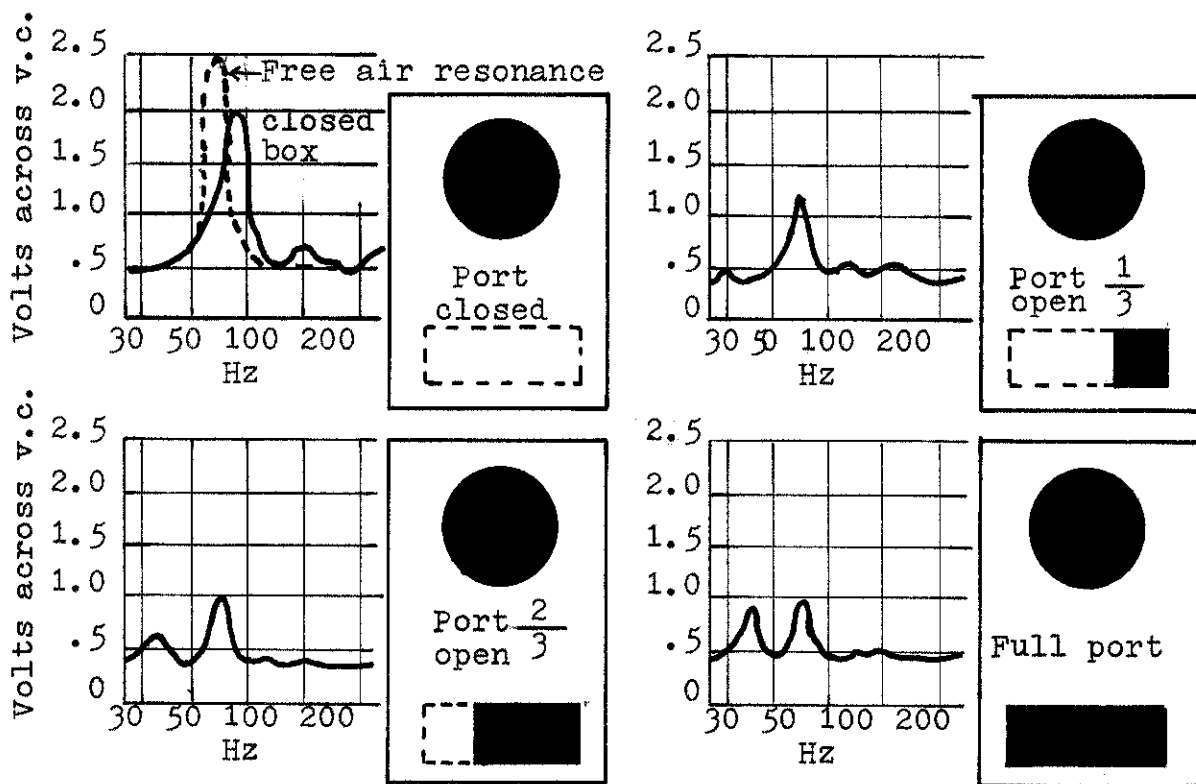 Volts across v.c.
2.5
2.0
1.5
1.0
.5
0
←Free air resonance
closed
box
30 50 100 200
Hz
Port
closed
2.5
2.0
1.5
1.0
.5
0
30 50 100 200
Hz
Port
open 1/3
Volts across v.c.
2.5
2.0
1.5
1.0
.5
0
30 50 100 200
Hz
Port
open 2/3
2.5
2.0
1.5
1.0
.5
0
30 50 100 200
Hz
Full port